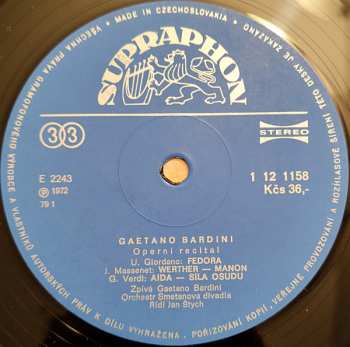 VŠECHNA PRÁVA GRAMOFONOVÉHO VÝROBCE A VLASTNÍKŮ AUTORSKÝCH PRÁV K DÍLU VYHRAŽENA. POŘIZOVÁNÍ KOPIÍ, VEŘEJNÉ PROVOZOVÁNÍ A ROZHLASOVÉ ŠÍŘENÍ TÉTO DESKY JE ZAKÁZÁNO • MADE IN CZECHOSLOVAKIA •
SUPRAPHON
33
STEREO
E 2243
℗ 1972
79 1
1 12 1158
Kčs 36,-
GAETANO BARDINI
Operní recital
U. Giordano: FEDORA
J. Massenet: WERTHER — MANON
G. Verdi: AIDA — SÍLA OSUDU
Zpívá Gaetano Bardini
Orchestr Smetanova divadla
Řídí Jan Štych